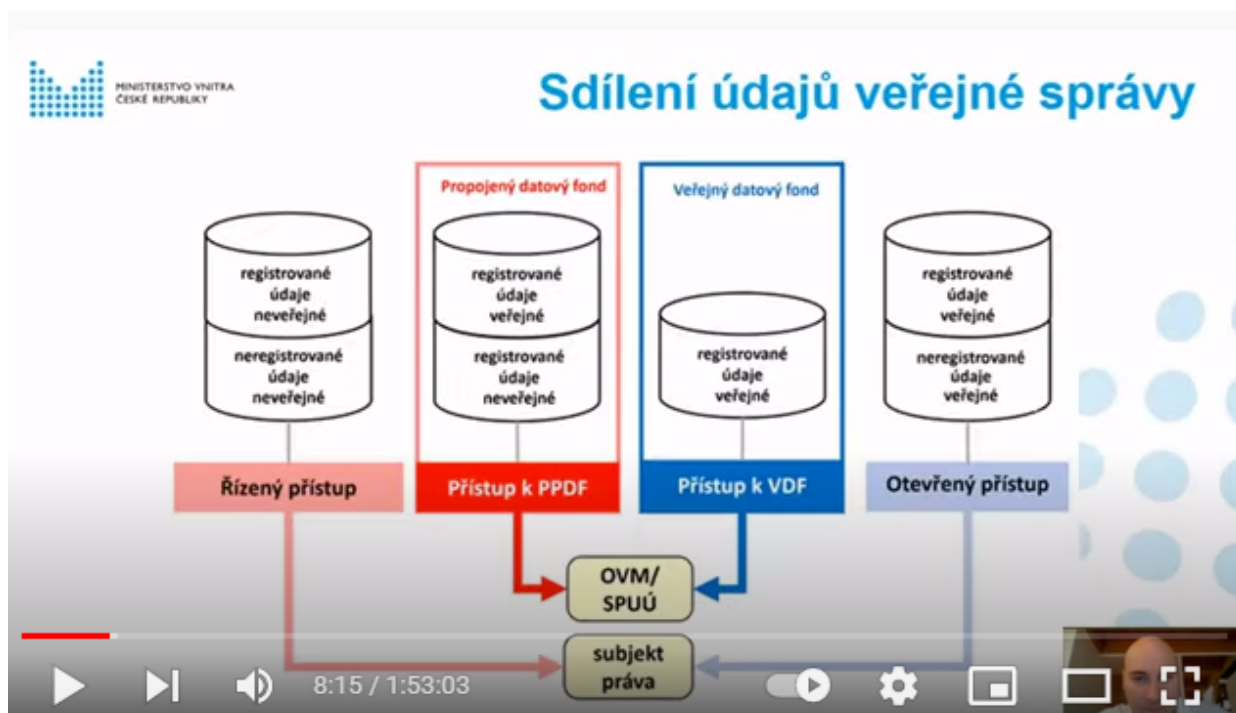 MINISTERSTVO VNITRA
ČESKÉ REPUBLIKY
Sdílení údajů veřejné správy
Propojený datový fond
Veřejný datový fond
registrované
údaje
neveřejné
neregistrované
údaje
neveřejné
registrované
údaje
veřejné
registrované
údaje
neveřejné
registrované
údaje
veřejné
registrované
údaje
veřejné
neregistrované
údaje
veřejné
Řízený přístup
Přístup k PPDF
Přístup k VDF
Otevřený přístup
OVM/
SPUÚ
subjekt
práva
8:15 / 1:53:03